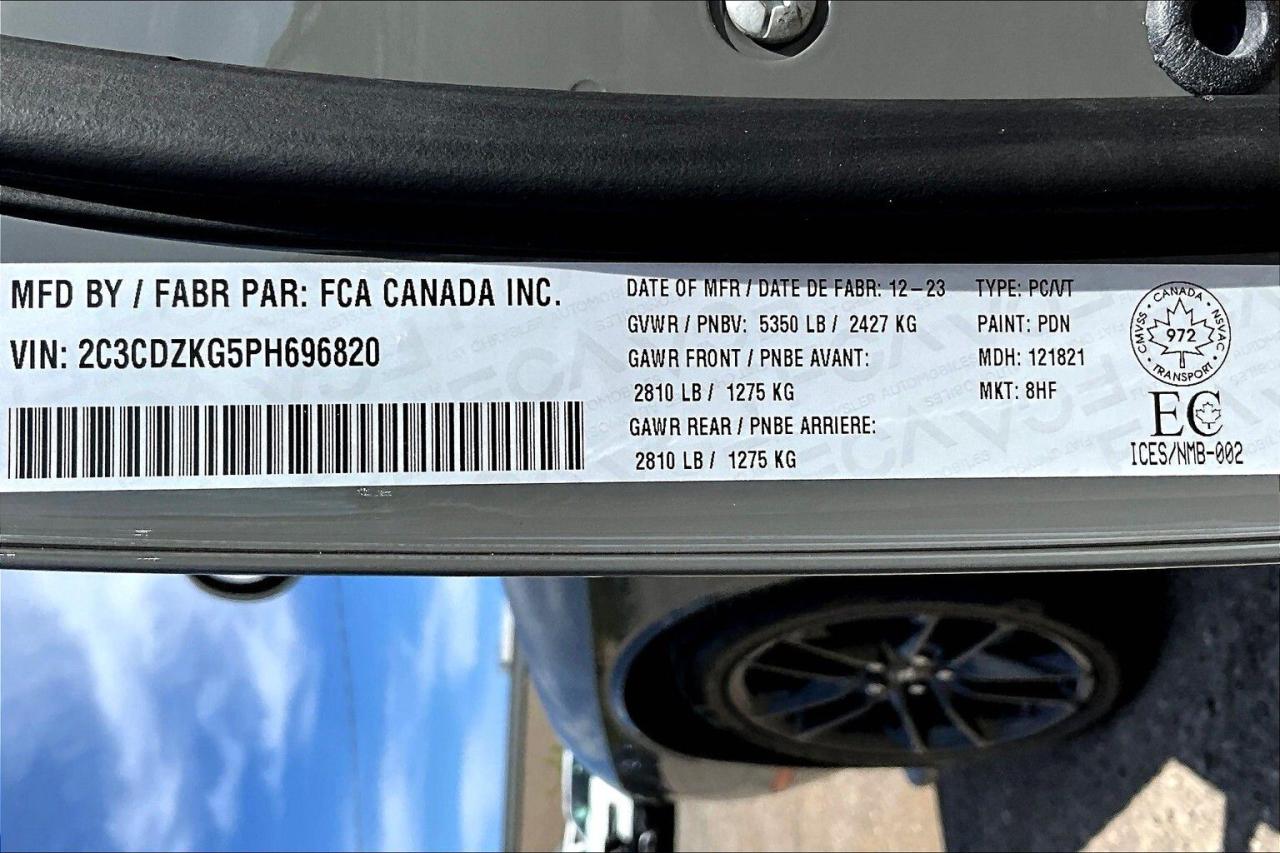 MFD BY / FABR PAR: FCA CANADA INC.
VIN: 2C3CDZKG5PH696820
DATE OF MFR / DATE DE FABR: 12-23
GVWR / PNBV: 5350 LB / 2427 KG
GAWR FRONT / PNBE AVANT:
2810 LB / 1275 KG
GAWR REAR / PNBE ARRIERE:
2810 LB / 1275 KG
TYPE: PC/VT
PAINT: PDN
MDH: 121821
MKT: 8HF
CANADA
CMVSS
NSVAC
972
TRANSPORT
EC
ICES/NMB-002